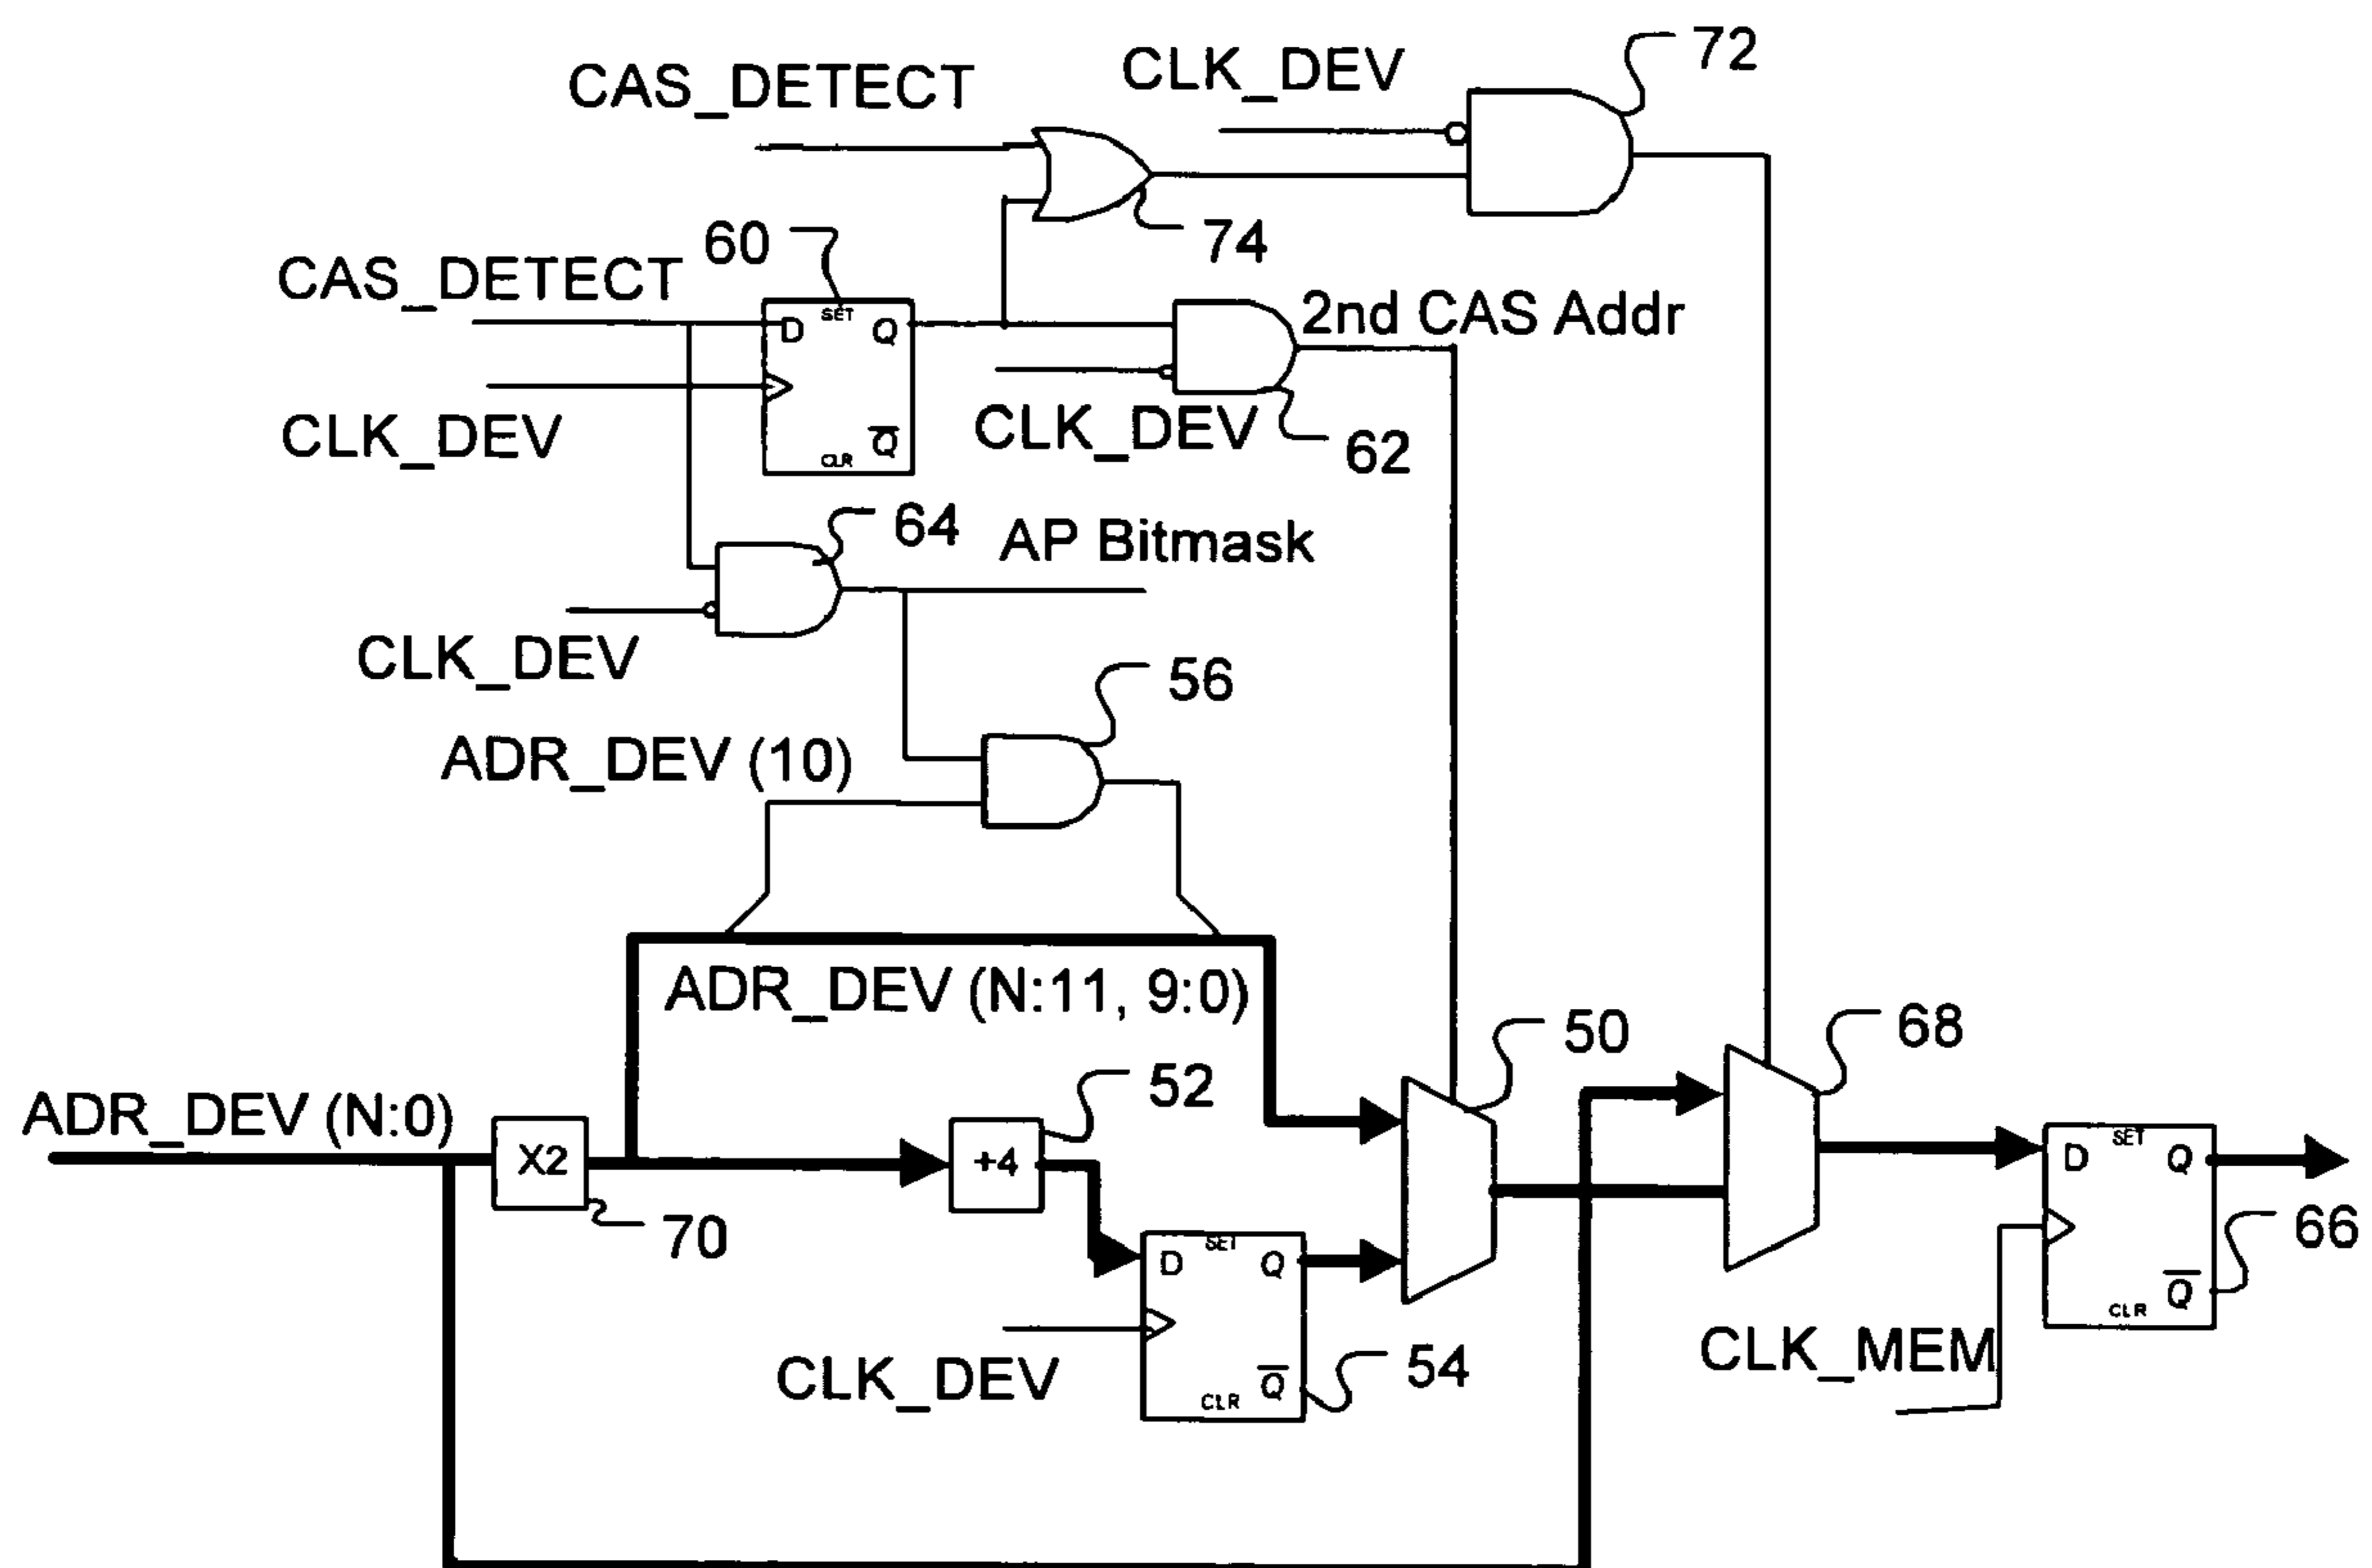 72
CLK_DEV
CAS_DETECT
74
60
CAS_DETECT
2nd CAS Addr
SET
D
Q
CLK_DEV
CLK_DEV
Q
CLR
62
64
AP Bitmask
CLK_DEV
56
ADR_DEV (10)
ADR_DEV (N:11, 9:0)
50
68
52
ADR_DEV (N:0)
X2
+4
SET
D
Q
70
66
SET
D
Q
Q
CLR
CLK_MEM
CLK_DEV
54
Q
CLR